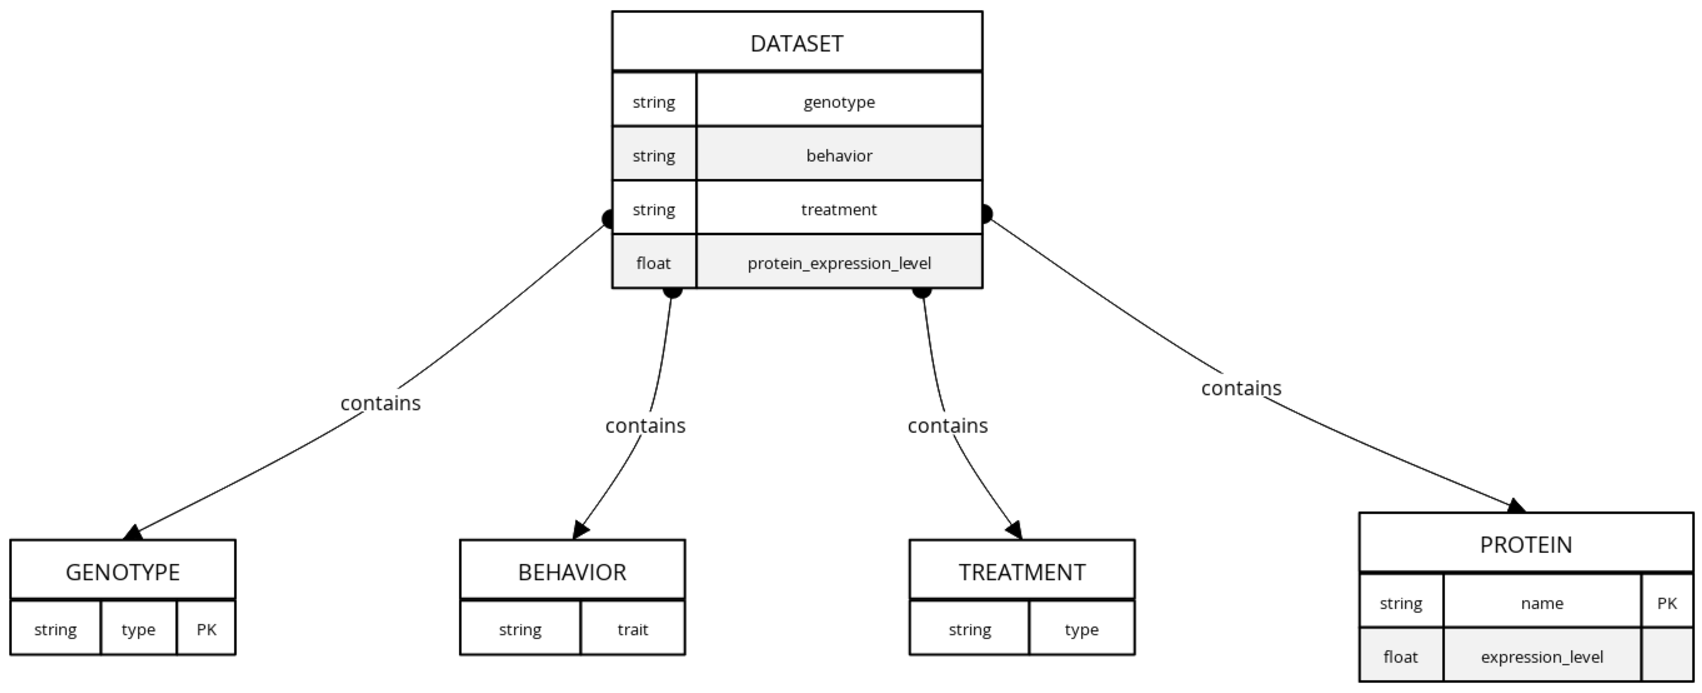 DATASET
string genotype
string behavior
string treatment
float protein_expression_level
contains
contains
contains
contains
GENOTYPE
string type PK
BEHAVIOR
string trait
TREATMENT
string type
PROTEIN
string name PK
float expression_level